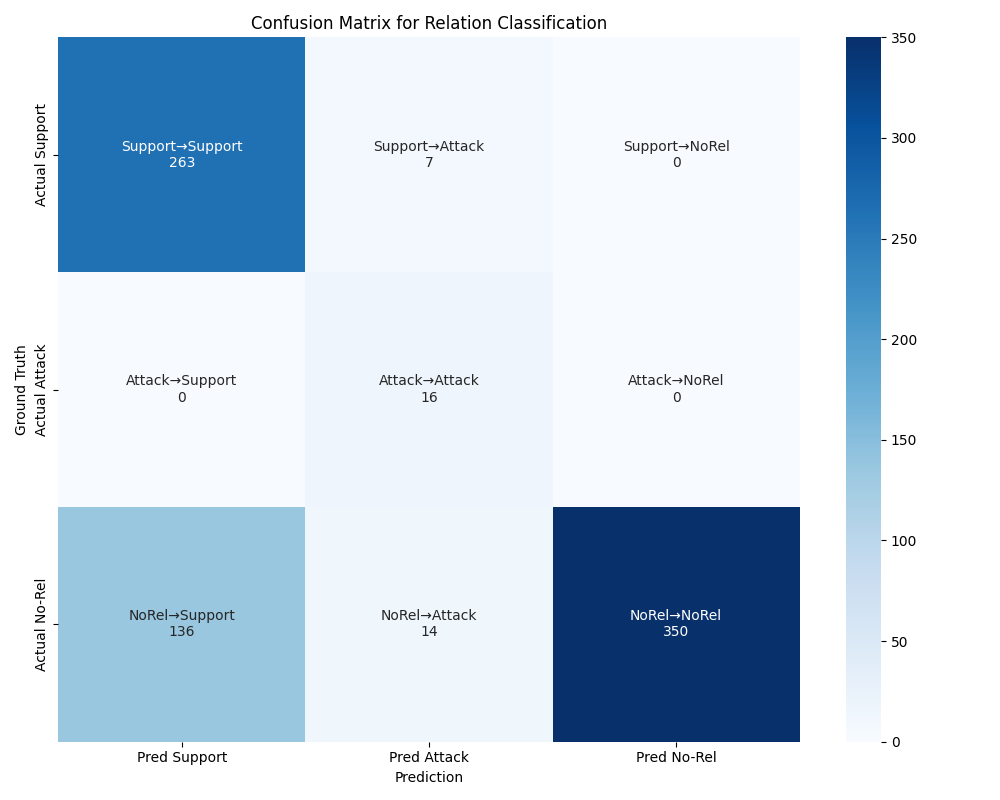 Confusion Matrix for Relation Classification
Ground Truth
Actual Support
Support→Support
263
Support→Attack
7
Support→NoRel
0
Actual Attack
Attack→Support
0
Attack→Attack
16
Attack→NoRel
0
Actual No-Rel
NoRel→Support
136
NoRel→Attack
14
NoRel→NoRel
350
Pred Support
Pred Attack
Pred No-Rel
Prediction
350
300
250
200
150
100
50
0